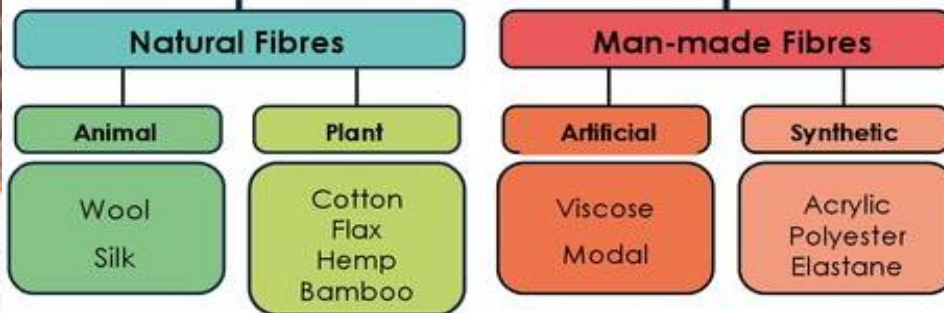 Natural Fibres
Man-made Fibres
Animal
Plant
Artificial
Synthetic
Wool
Silk
Cotton
Flax
Hemp
Bamboo
Viscose
Modal
Acrylic
Polyester
Elastane